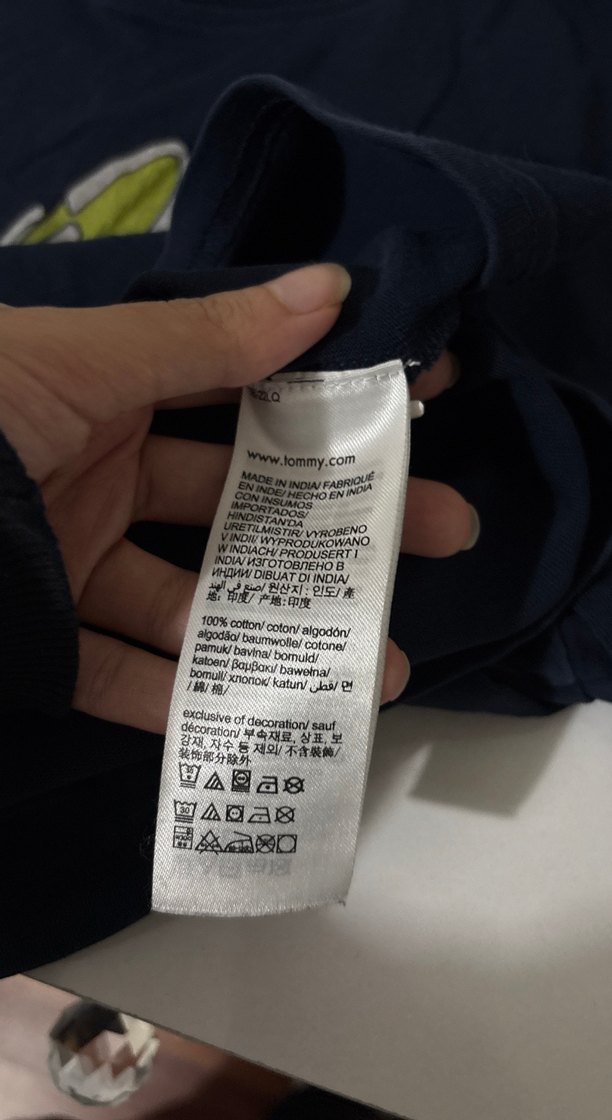 22LQ
www.tommy.com
MADE IN INDIA/ FABRIQUÉ
EN INDE/ HECHO EN INDIA
CON INSUMOS
IMPORTADOS/
HINDISTAN'DA
URETILMISTIR/ VYROBENO
V INDII/ WYPRODUKOWANO
W INDIACH/ PRODUSERT I
INDIA/ ИЗГОТОВЛЕНО В
ИНДИИ/ DIBUAT DI INDIA/
صنع في الهند/ 원산지 : 인도/ 產
地: 印度/ 产地:印度
100% cotton/ coton/ algodón/
algodão/ baumwolle/ cotone/
pamuk/ bavlna/ bomuld/
katoen/ βαμβακι/ bawełna/
bomull/ хлопок/ katun/ قطن/ 면
/ 綿/ 棉/
exclusive of decoration/ sauf
décoration/ 부속재료, 상표, 보
강재, 자수 등 제외/ 不含裝飾/
装饰部分除外
30
30